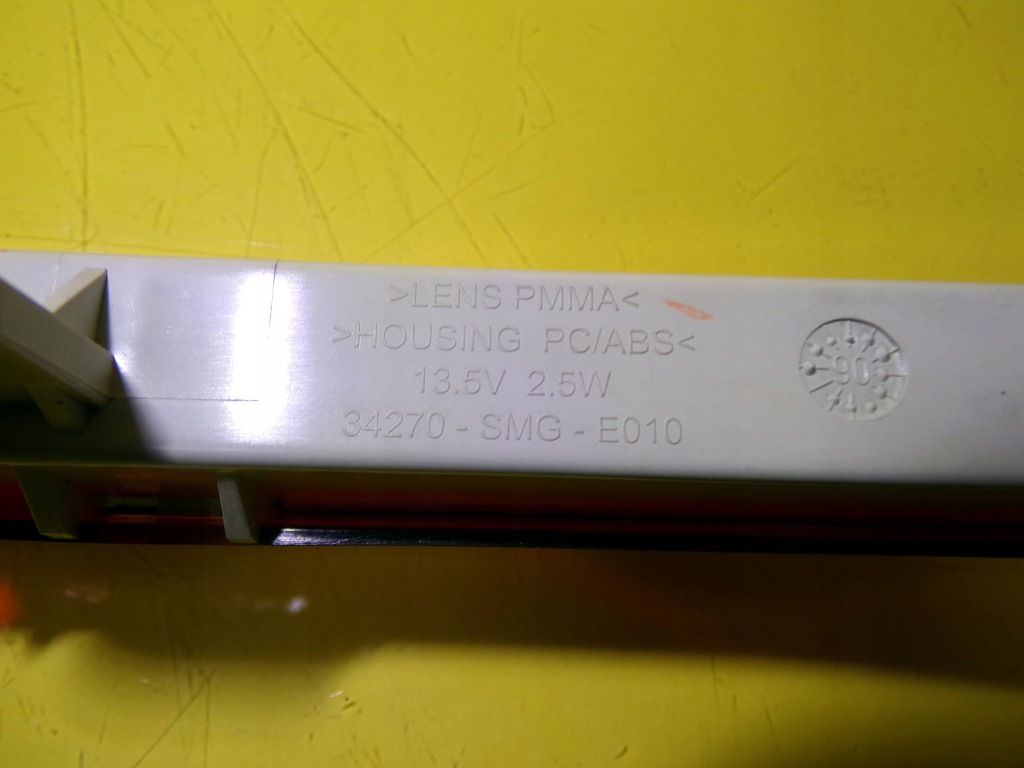 >LENS PMMA<
>HOUSING PC/ABS<
13.5V 2.5W
34270 - SMG - E010